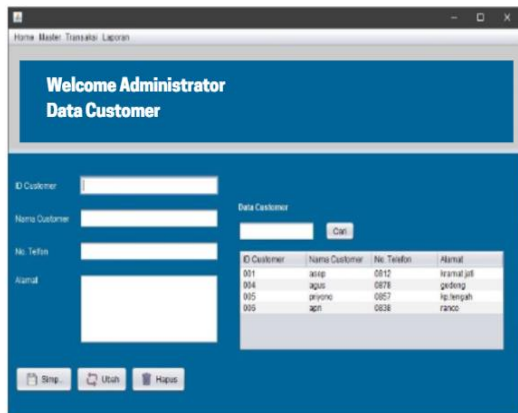 Home Master Transaksi Laporan
Welcome Administrator
Data Customer
ID Customer
Nama Customer
No. Telfon
Alamat
Data Customer
Cari
ID Customer Nama Customer No. Telefon Alamat
001 asep 0812 kramat jati
004 agus 0878 gedong
005 priyono 0857 kp.tengah
006 apri 0838 ranco
Simp... Ubah Hapus